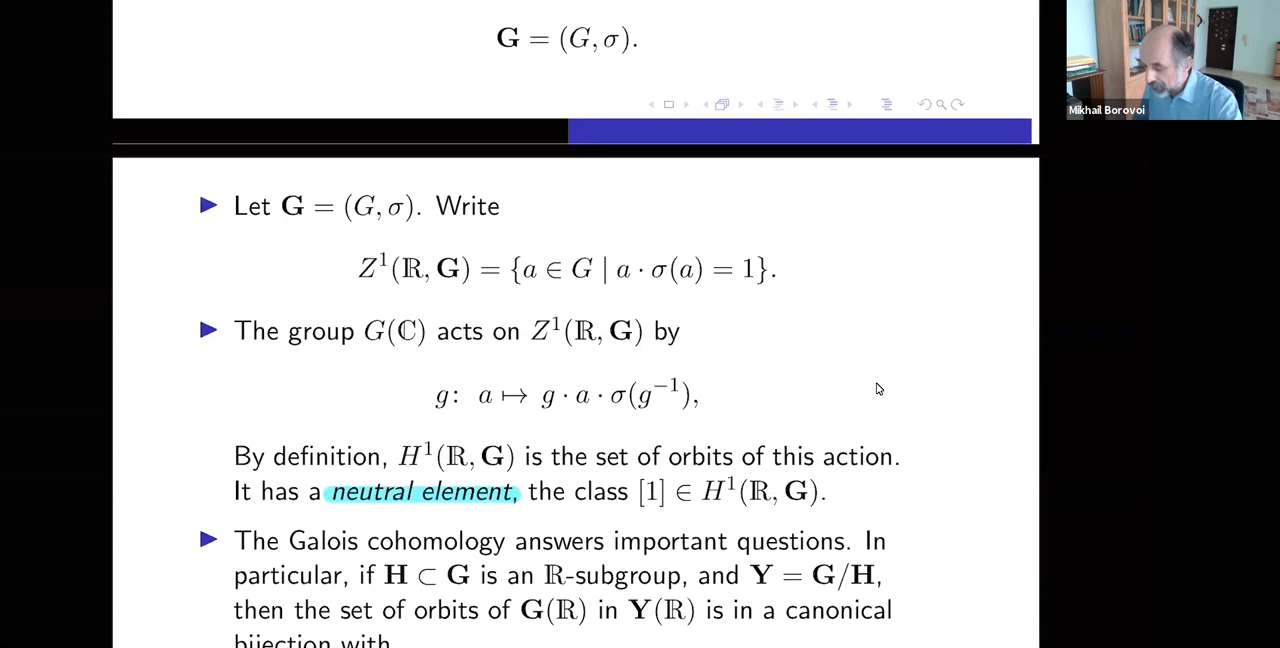 𝐆 = (G, σ).
Mikhail Borovoi
▶ Let 𝐆 = (G, σ). Write
Z¹(ℝ, 𝐆) = {a ∈ G | a · σ(a) = 1}.
▶ The group G(ℂ) acts on Z¹(ℝ, 𝐆) by
g: a ↦ g · a · σ(g⁻¹),
By definition, H¹(ℝ, 𝐆) is the set of orbits of this action.
It has a neutral element, the class [1] ∈ H¹(ℝ, 𝐆).
▶ The Galois cohomology answers important questions. In
particular, if 𝐇 ⊂ 𝐆 is an ℝ-subgroup, and 𝐘 = 𝐆/𝐇,
then the set of orbits of 𝐆(ℝ) in 𝐘(ℝ) is in a canonical
bijection with